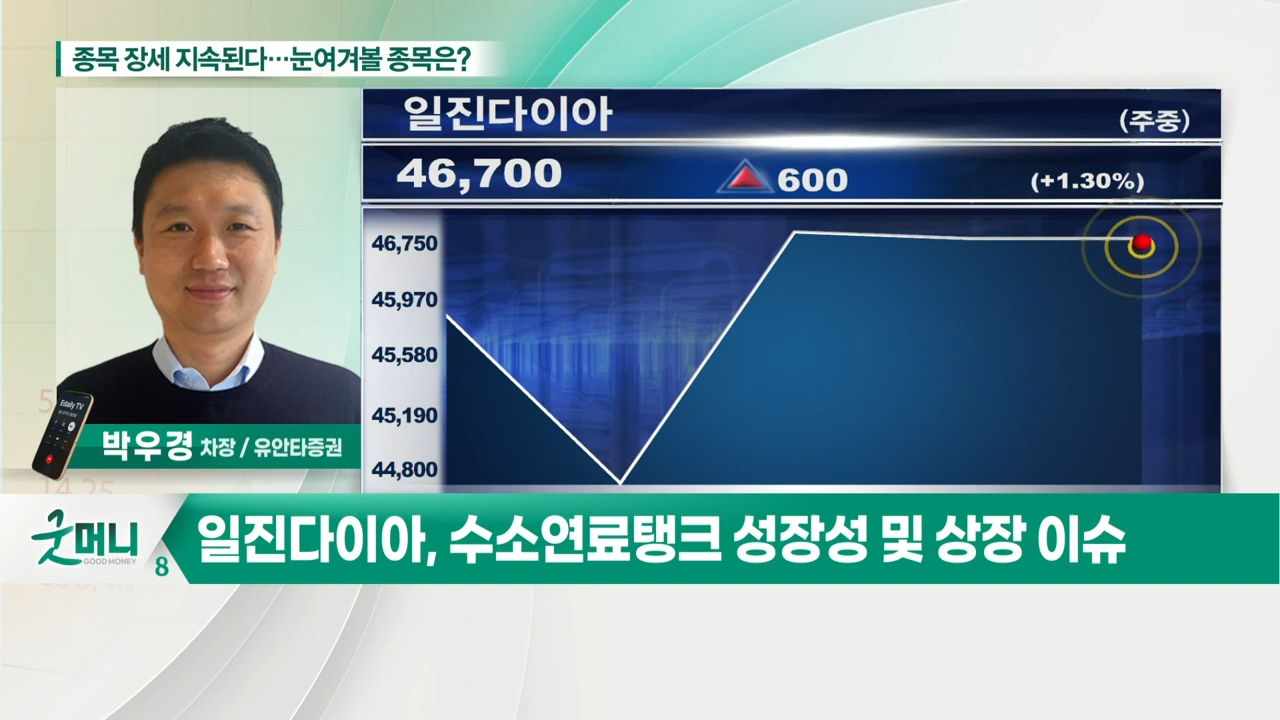 종목 장세 지속된다…눈여겨볼 종목은?
일진다이아
(주중)
46,700
600
(+1.30%)
46,750
45,970
45,580
45,190
44,800
Edaily TV
박우경 차장 / 유안타증권
14.25
굿머니
GOOD MONEY
8
일진다이아, 수소연료탱크 성장성 및 상장 이슈